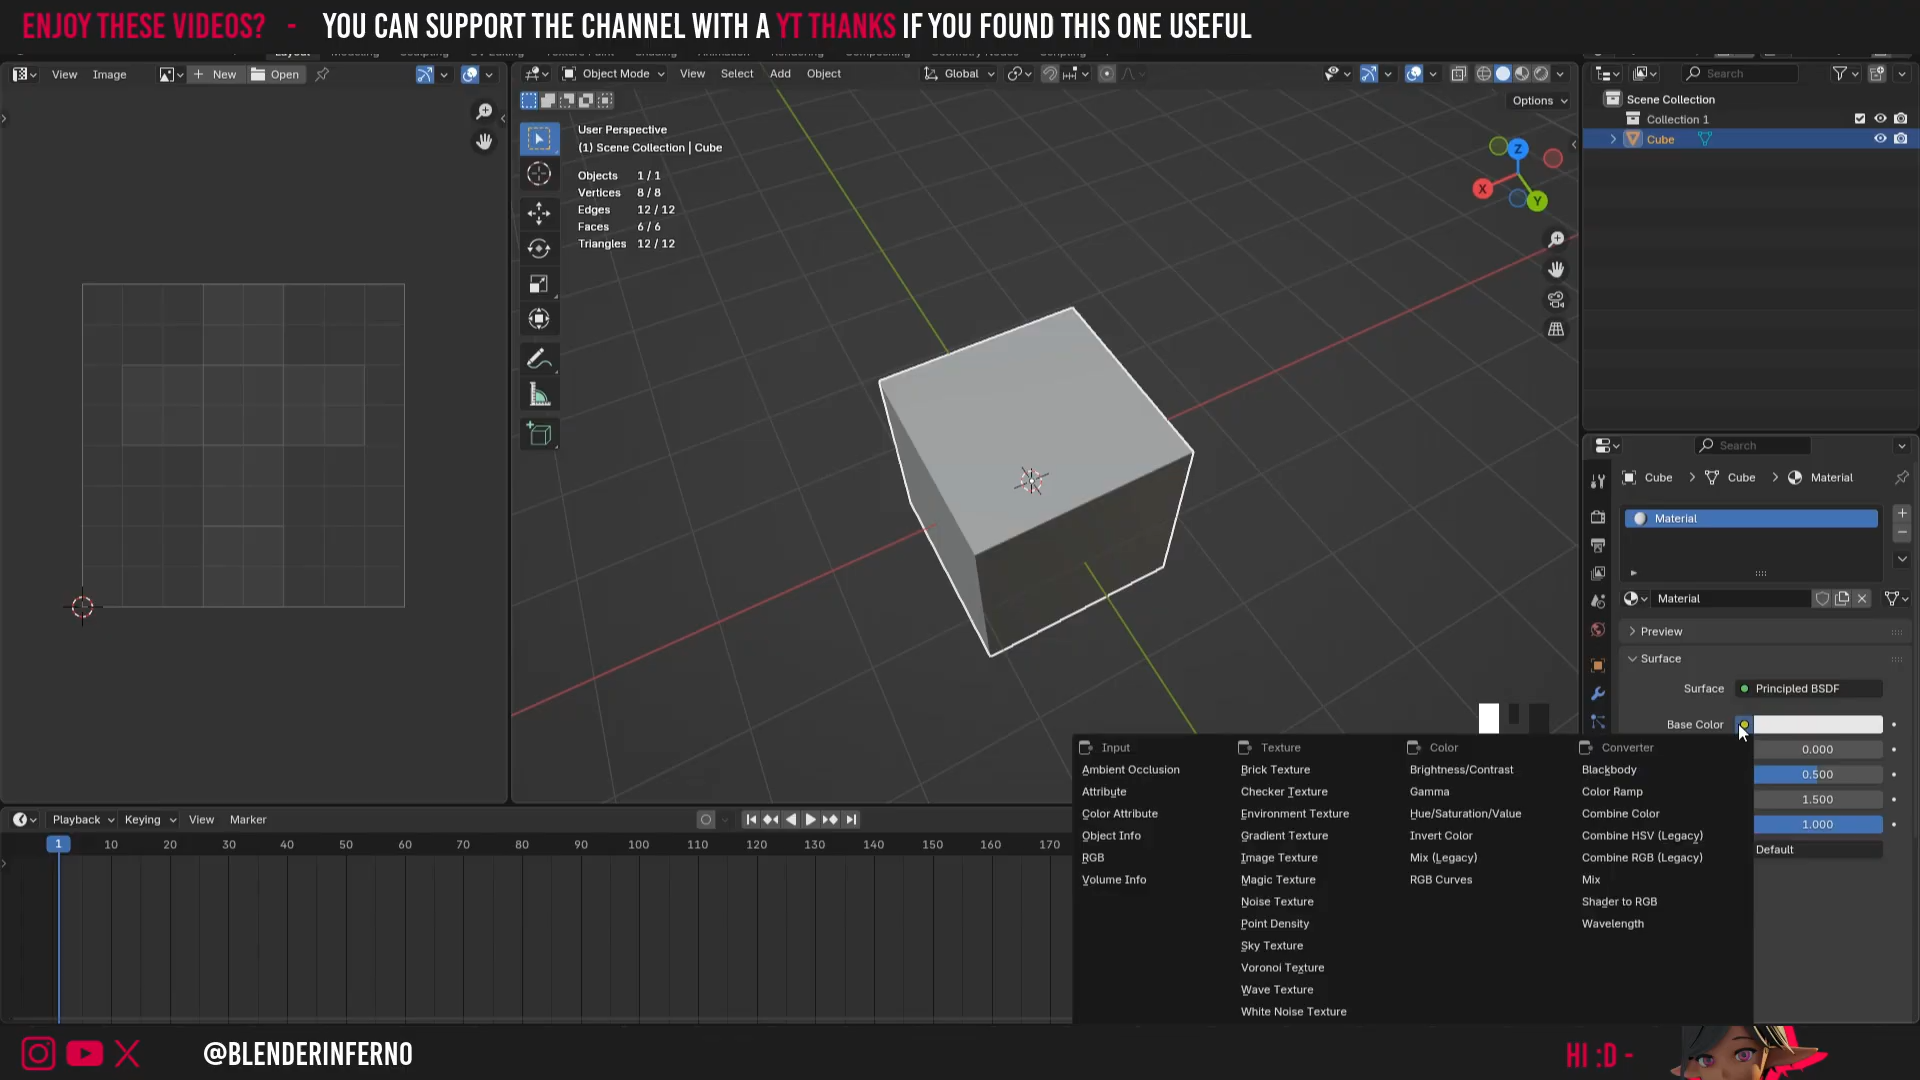 ENJOY THESE VIDEOS? - YOU CAN SUPPORT THE CHANNEL WITH A YT THANKS IF YOU FOUND THIS ONE USEFUL
View Image New Open
Object Mode View Select Add Object Global
Search
Options
User Perspective
(1) Scene Collection | Cube
Objects 1 / 1
Vertices 8 / 8
Edges 12 / 12
Faces 6 / 6
Triangles 12 / 12
Z
X
Y
Scene Collection
Collection 1
Cube
Search
Cube > Cube > Material
Material
Material
Preview
Surface
Surface Principled BSDF
Base Color
0.000
0.500
1.500
1.000
Default
Input
Ambient Occlusion
Attribute
Color Attribute
Object Info
RGB
Volume Info
Texture
Brick Texture
Checker Texture
Environment Texture
Gradient Texture
Image Texture
Magic Texture
Noise Texture
Point Density
Sky Texture
Voronoi Texture
Wave Texture
White Noise Texture
Color
Brightness/Contrast
Gamma
Hue/Saturation/Value
Invert Color
Mix (Legacy)
RGB Curves
Converter
Blackbody
Color Ramp
Combine Color
Combine HSV (Legacy)
Combine RGB (Legacy)
Mix
Shader to RGB
Wavelength
Playback Keying View Marker
1 10 20 30 40 50 60 70 80 90 100 110 120 130 140 150 160 170
@BLENDERINFERNO
HI :D -